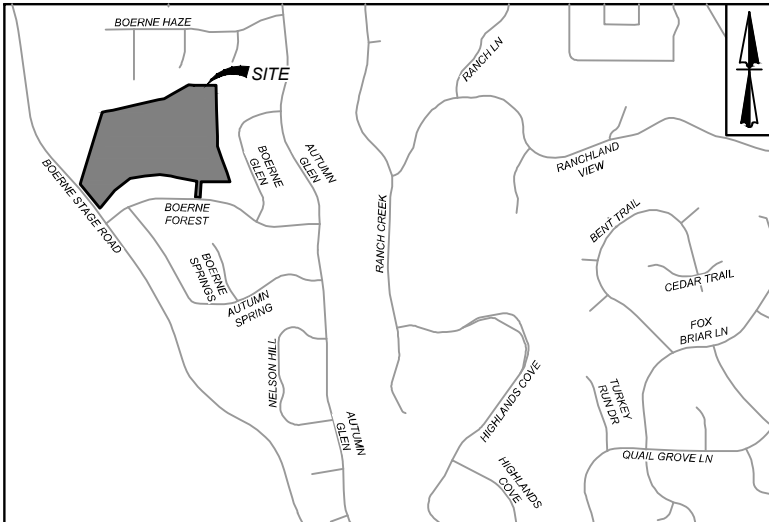 BOERNE HAZE
SITE
RANCH LN
BOERNE
GLEN
AUTUMN
GLEN
RANCHLAND
VIEW
BOERNE STAGE ROAD
BOERNE
FOREST
RANCH CREEK
BENT TRAIL
BOERNE
SPRINGS
CEDAR TRAIL
AUTUMN
SPRING
FOX
BRIAR LN
NELSON HILL
HIGHLANDS COVE
TURKEY
RUN DR
AUTUMN
GLEN
QUAIL GROVE LN
HIGHLANDS
COVE